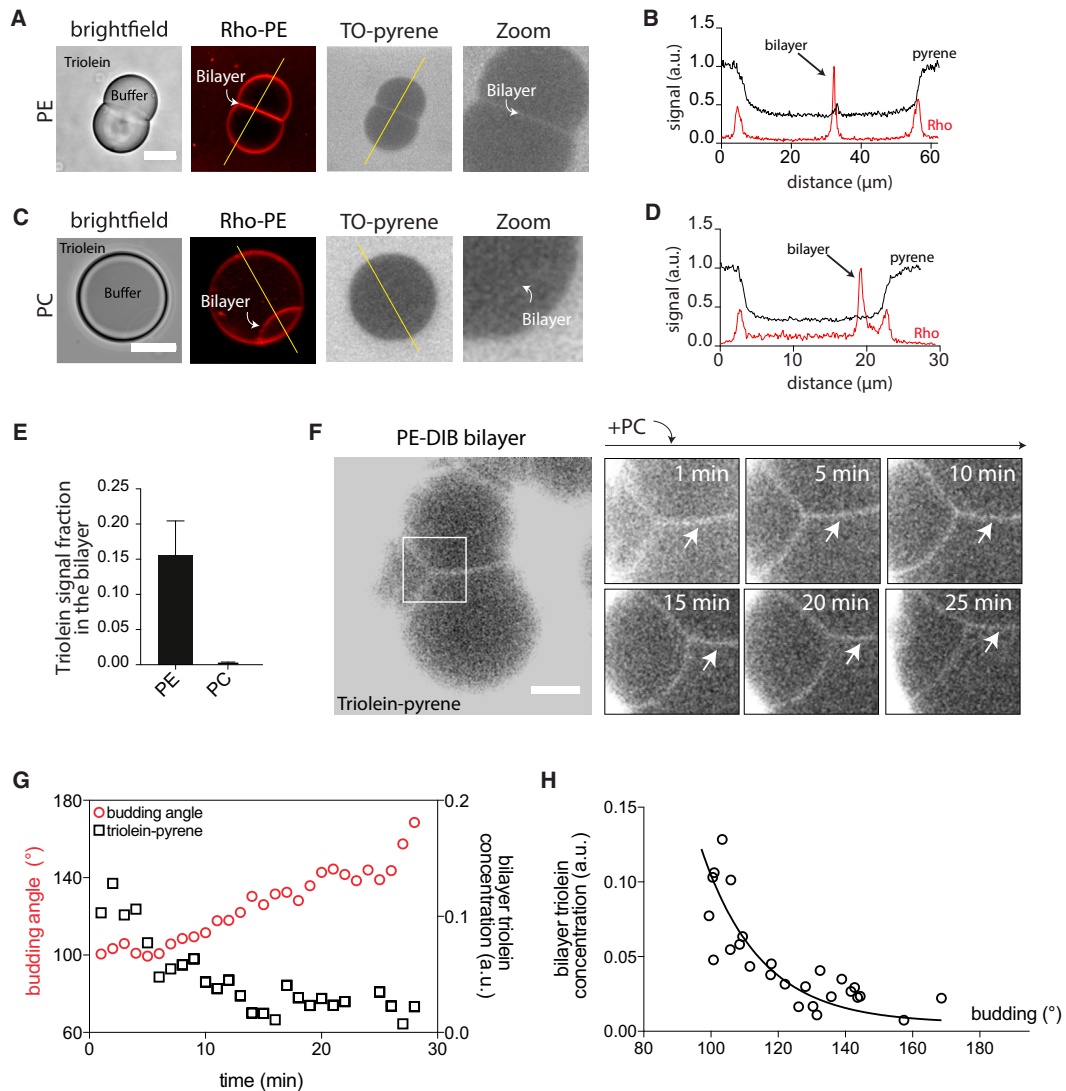 A
brightfield
Rho-PE
TO-pyrene
Zoom
PE
Triolein
Buffer
Bilayer
Bilayer
B
bilayer
pyrene
Rho
signal (a.u.)
1.5
1.0
0.5
0.0
0 20 40 60
distance (µm)
C
brightfield
Rho-PE
TO-pyrene
Zoom
PC
Triolein
Buffer
Bilayer
Bilayer
D
bilayer
pyrene
Rho
signal (a.u.)
1.5
1.0
0.5
0.0
0 10 20 30
distance (µm)
E
Triolein signal fraction
in the bilayer
0.25
0.20
0.15
0.10
0.05
0.00
PE
PC
F
PE-DIB bilayer
Triolein-pyrene
+PC
1 min
5 min
10 min
15 min
20 min
25 min
G
budding angle
triolein-pyrene
budding angle (°)
180
140
100
60
0.2
0.1
0.0
bilayer triolein
concentration (a.u.)
0 10 20 30
time (min)
H
bilayer triolein
concentration (a.u.)
0.15
0.10
0.05
0.00
budding (°)
80 100 120 140 160 180